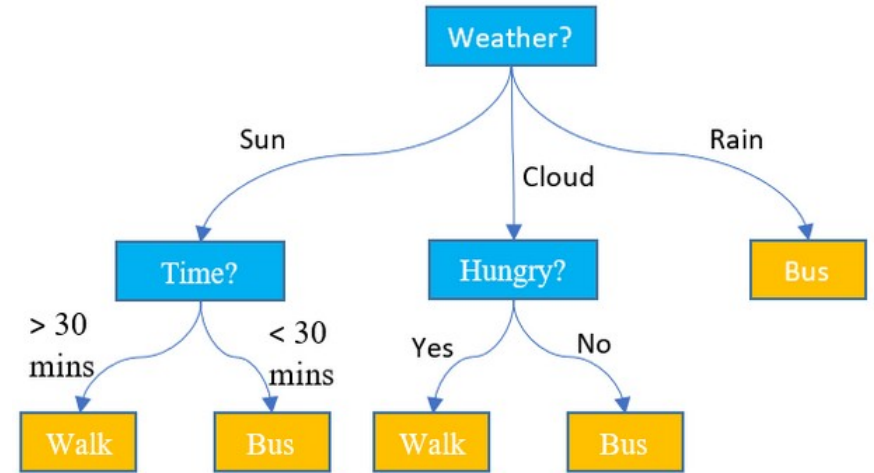 Weather?
Sun
Cloud
Rain
Time?
Hungry?
Bus
> 30
mins
< 30
mins
Yes
No
Walk
Bus
Walk
Bus